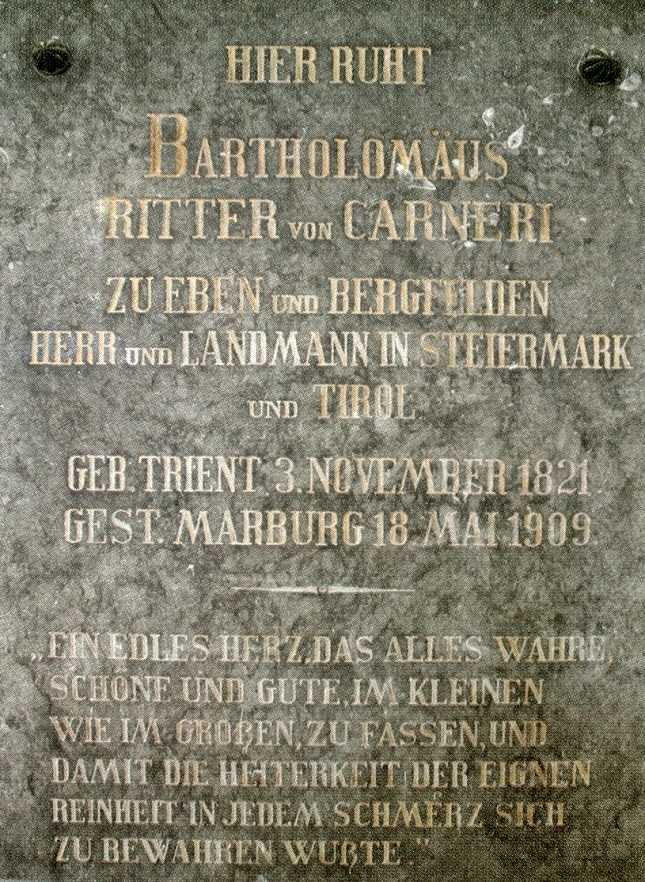 HIER RUHT
BARTHOLOMÄUS
RITTER VON CARNERI
ZU EBEN UND BERGFELDEN
HERR UND LANDMANN IN STEIERMARK
UND TIROL
GEB. TRIENT. 3. NOVEMBER 1821.
GEST. MARBURG 18. MAI 1909.
„EIN EDLES HERZ, DAS ALLES WAHRE,
SCHÖNE UND GUTE, IM KLEINEN
WIE IM GROßEN, ZU FASSEN, UND
DAMIT DIE HEITERKEIT DER EIGNEN
REINHEIT IN JEDEM SCHMERZ SICH
ZU BEWAHREN WUßTE."